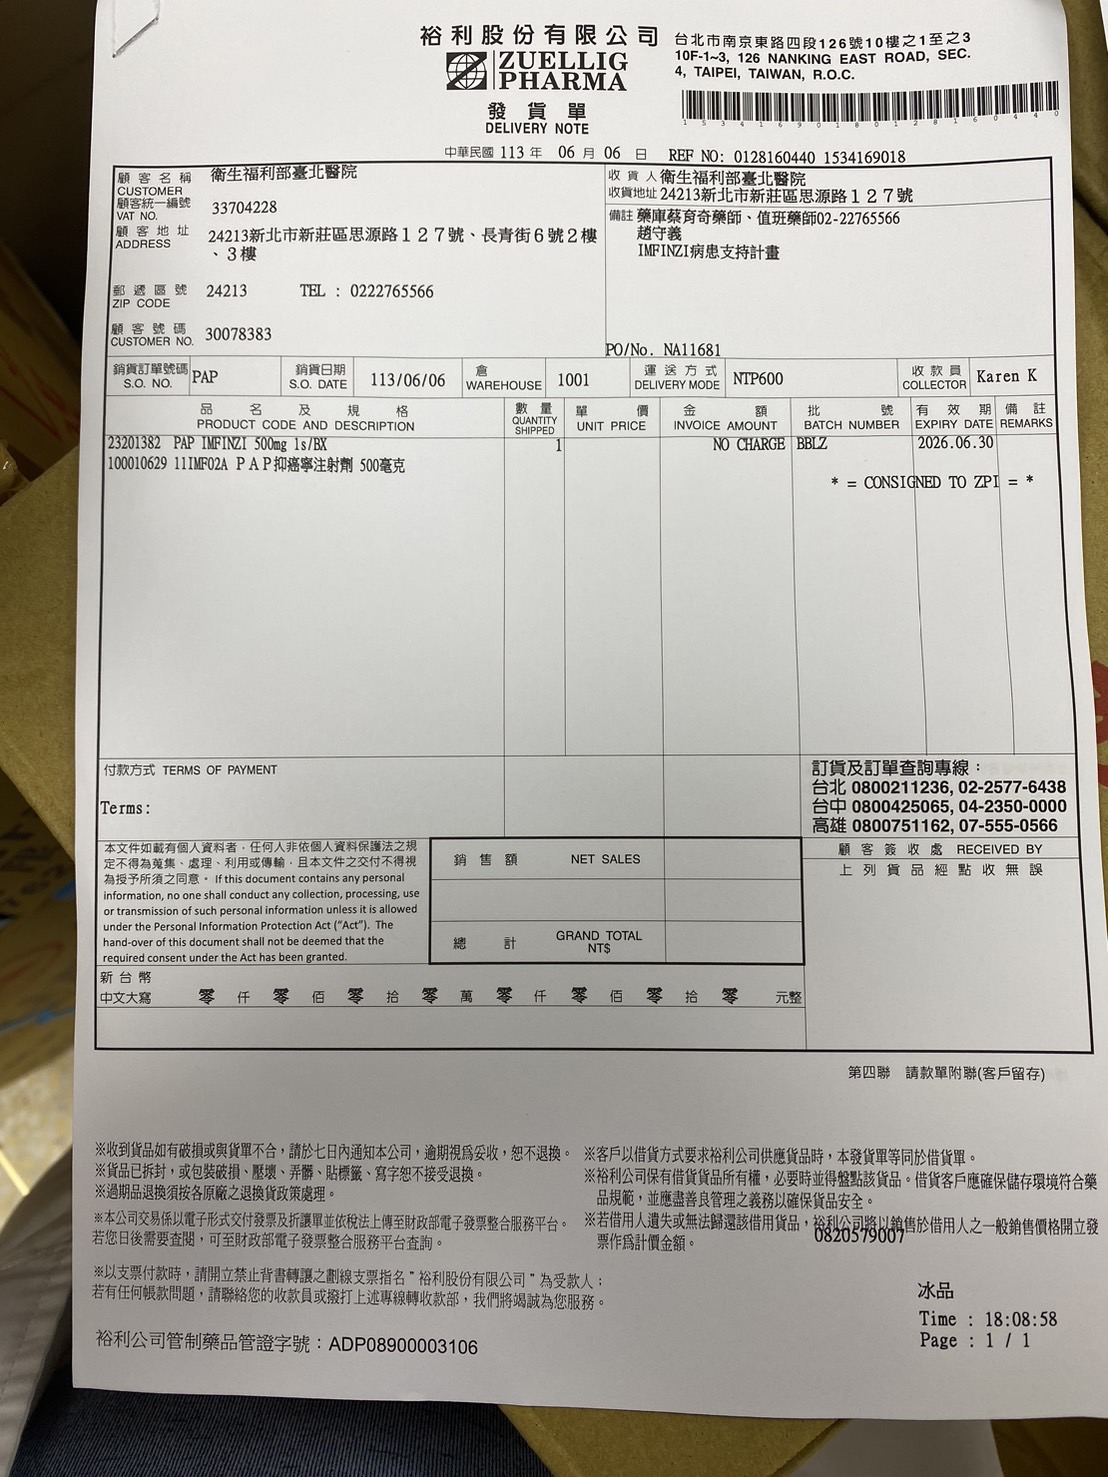 裕利股份有限公司
ZUELLIG
PHARMA
發貨單
DELIVERY NOTE
台北市南京東路四段126號10樓之1至之3
10F-1~3, 126 NANKING EAST ROAD, SEC.
4, TAIPEI, TAIWAN, R.O.C.
1534169018012816 0440
中華民國 113 年 06 月 06 日 REF NO: 0128160440 1534169018
顧客名稱 衛生福利部臺北醫院
CUSTOMER
顧客統一編號 33704228
VAT NO.
顧客地址 24213新北市新莊區思源路127號、長青街6號2樓
ADDRESS 、3樓
郵遞區號 24213 TEL : 0222765566
ZIP CODE
顧客號碼 30078383
CUSTOMER NO.
收貨人 衛生福利部臺北醫院
收貨地址 24213新北市新莊區思源路127號
備註 藥庫蔡育奇藥師、值班藥師02-22765566
趙守義
IMFINZI病患支持計畫
PO/No. NA11681
銷貨訂單號碼 PAP 銷貨日期 113/06/06 倉 1001 運送方式 NTP600 收款員 Karen K
S.O. NO. S.O. DATE WAREHOUSE DELIVERY MODE COLLECTOR
品名及規格 數量 單價 金額 批號 有效期 備註
PRODUCT CODE AND DESCRIPTION QUANTITY SHIPPED UNIT PRICE INVOICE AMOUNT BATCH NUMBER EXPIRY DATE REMARKS
23201382 PAP IMFINZI 500mg 1s/BX 1 NO CHARGE BBLZ 2026.06.30
100010629 11IMF02A PAP抑癌寧注射劑 500毫克
* = CONSIGNED TO ZPI = *
付款方式 TERMS OF PAYMENT
Terms:
訂貨及訂單查詢專線：
台北 0800211236, 02-2577-6438
台中 0800425065, 04-2350-0000
高雄 0800751162, 07-555-0566
本文件如載有個人資料者，任何人非依個人資料保護法之規
定不得為蒐集、處理、利用或傳輸，且本文件之交付不得視
為授予所須之同意。 If this document contains any personal
information, no one shall conduct any collection, processing, use
or transmission of such personal information unless it is allowed
under the Personal Information Protection Act ("Act"). The
hand-over of this document shall not be deemed that the
required consent under the Act has been granted.
銷售額 NET SALES
總計 GRAND TOTAL
NT$
顧客簽收處 RECEIVED BY
上列貨品經點收無誤
新台幣
中文大寫 零 仟 零 佰 零 拾 零 萬 零 仟 零 佰 零 拾 零 元整
第四聯 請款單附聯(客戶留存)
※收到貨品如有破損或與貨單不合，請於七日內通知本公司，逾期視為妥收，恕不退換。
※貨品已拆封，或包裝破損、壓壞、弄髒、貼標籤、寫字恕不接受退換。
※過期品退換須按各原廠之退換貨政策處理。
※本公司交易係以電子形式交付發票及折讓單並依稅法上傳至財政部電子發票整合服務平台。
若您日後需要查閱，可至財政部電子發票整合服務平台查詢。
※以支票付款時，請開立禁止背書轉讓之劃線支票指名"裕利股份有限公司"為受款人；
若有任何帳款問題，請聯絡您的收款員或撥打上述專線轉收款部，我們將竭誠為您服務。
裕利公司管制藥品管證字號：ADP08900003106
※客戶以借貨方式要求裕利公司供應貨品時，本發貨單等同於借貨單。
※裕利公司保有借貨貨品所有權，必要時並得盤點該貨品。借貨客戶應確保儲存環境符合藥
品規範，並應盡善良管理之義務以確保貨品安全。
※若借用人遺失或無法歸還該借用貨品，裕利公司將以銷售於借用人之一般銷售價格開立發
票作為計價金額。
0820579007
冰品
Time : 18:08:58
Page : 1 / 1